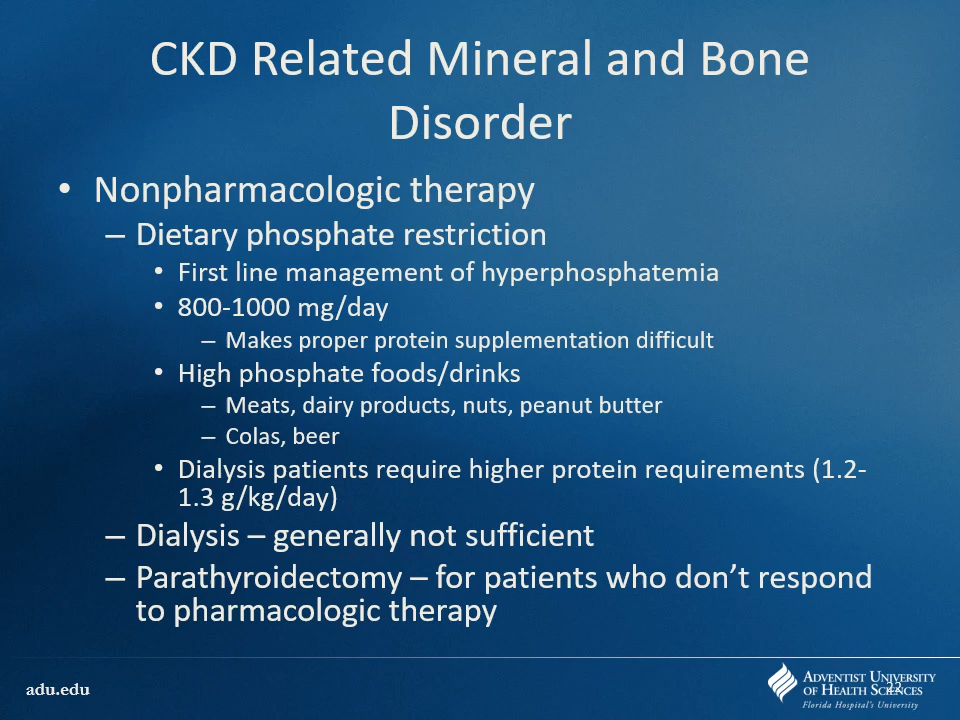 CKD Related Mineral and Bone
Disorder
• Nonpharmacologic therapy
– Dietary phosphate restriction
• First line management of hyperphosphatemia
• 800-1000 mg/day
– Makes proper protein supplementation difficult
• High phosphate foods/drinks
– Meats, dairy products, nuts, peanut butter
– Colas, beer
• Dialysis patients require higher protein requirements (1.2-
1.3 g/kg/day)
– Dialysis – generally not sufficient
– Parathyroidectomy – for patients who don’t respond
to pharmacologic therapy
adu.edu
ADVENTIST UNIVERSITY
OF HEALTH SCIENCES
Florida Hospital's University
22